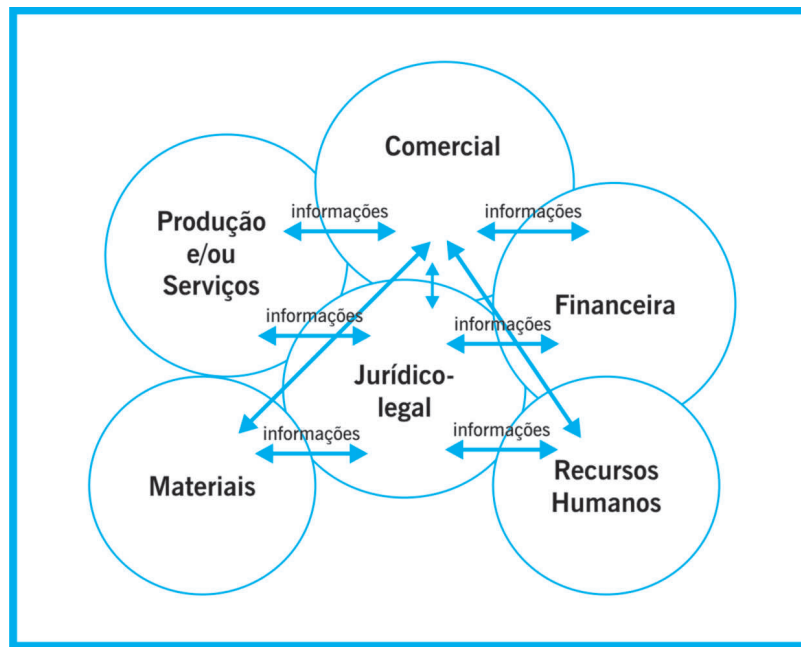 Comercial
informações
informações
Produção
e/ou
Serviços
Financeira
informações
informações
Jurídico-
legal
informações
informações
Materiais
Recursos
Humanos